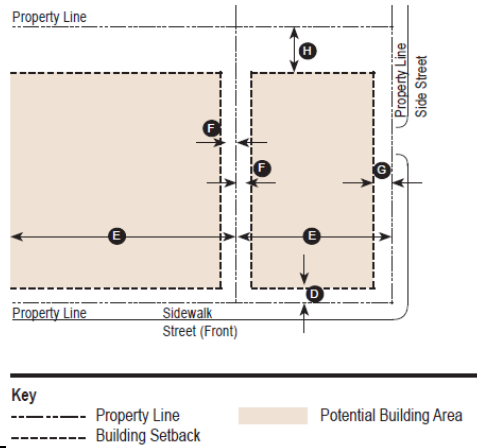 Property Line
H
Property Line
Side Street
F
F
G
E
E
D
Property Line
Sidewalk
Street (Front)
Key
Property Line
Potential Building Area
Building Setback